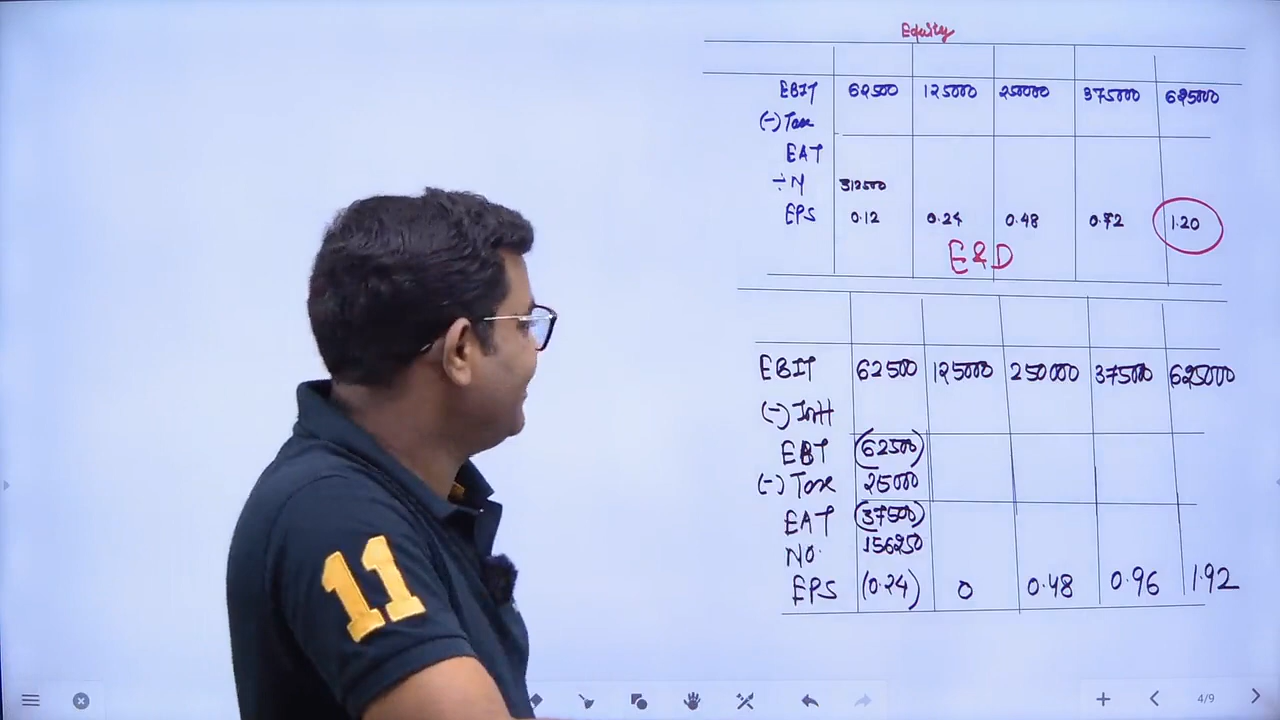 Equity
EBIT 62500 125000 250000 375000 625000
(-) Tax
EAT
÷ N 312500
EPS 0.12 0.24 0.48 0.72 1.20
E&D
EBIT 62500 125000 250000 375000 625000
(-) Intt
EBT (62500)
(-) Tax 25000
EAT (37500)
NO. 156250
EPS (0.24) 0 0.48 0.96 1.92
11
4/9